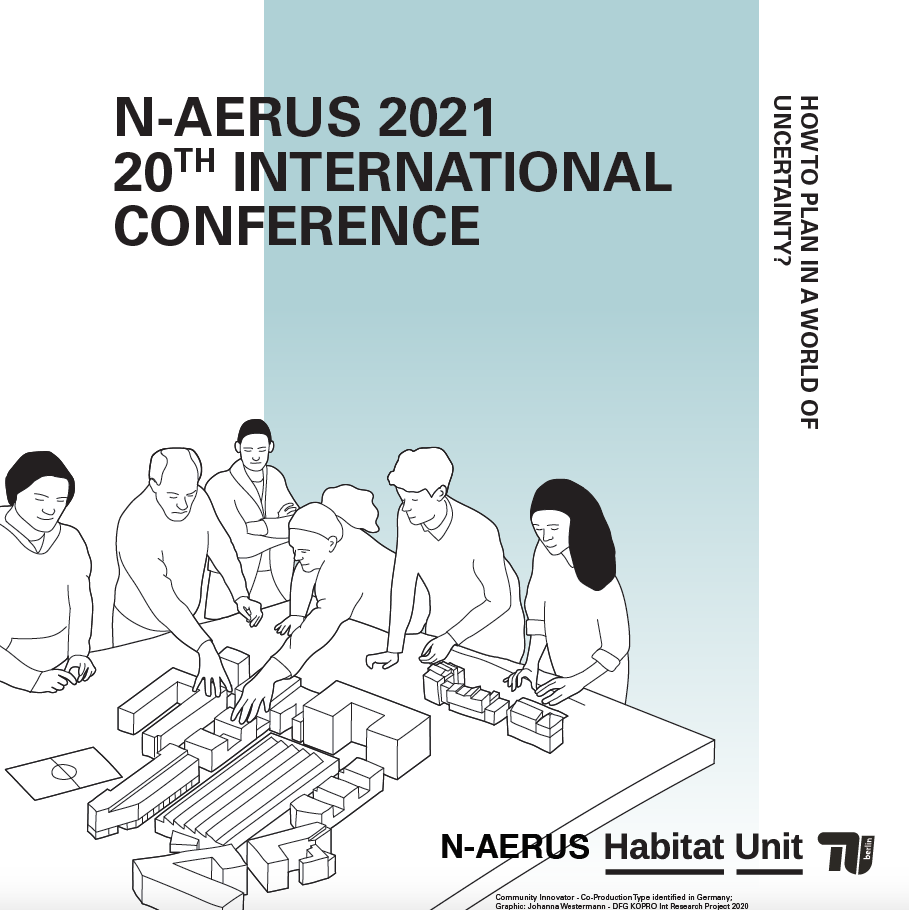 N-AERUS 2021
20TH INTERNATIONAL
CONFERENCE
HOW TO PLAN IN A WORLD OF
UNCERTAINTY?
N-AERUS Habitat Unit TU berlin
Community Innovator - Co-Production Type identified in Germany;
Graphic: Johanna Westermann - DFG KOPRO Int Research Project 2020